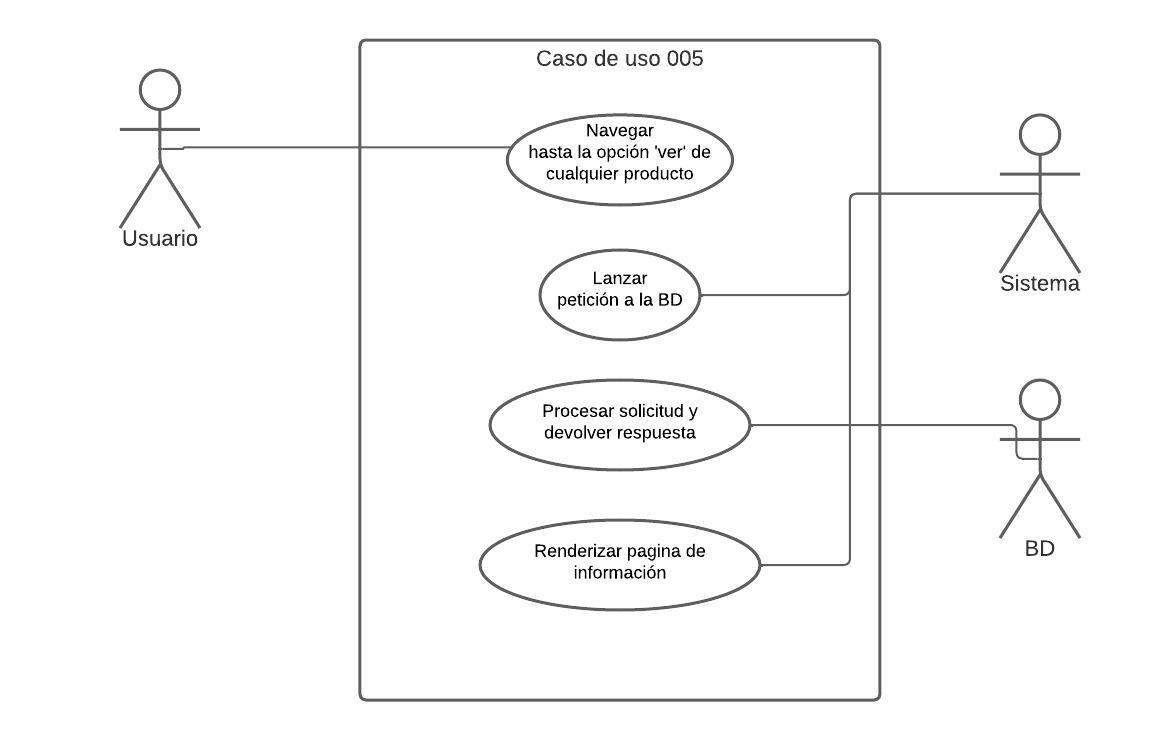 Caso de uso 005
Navegar
hasta la opción 'ver' de
cualquier producto
Usuario
Lanzar
petición a la BD
Sistema
Procesar solicitud y
devolver respuesta
BD
Renderizar pagina de
información